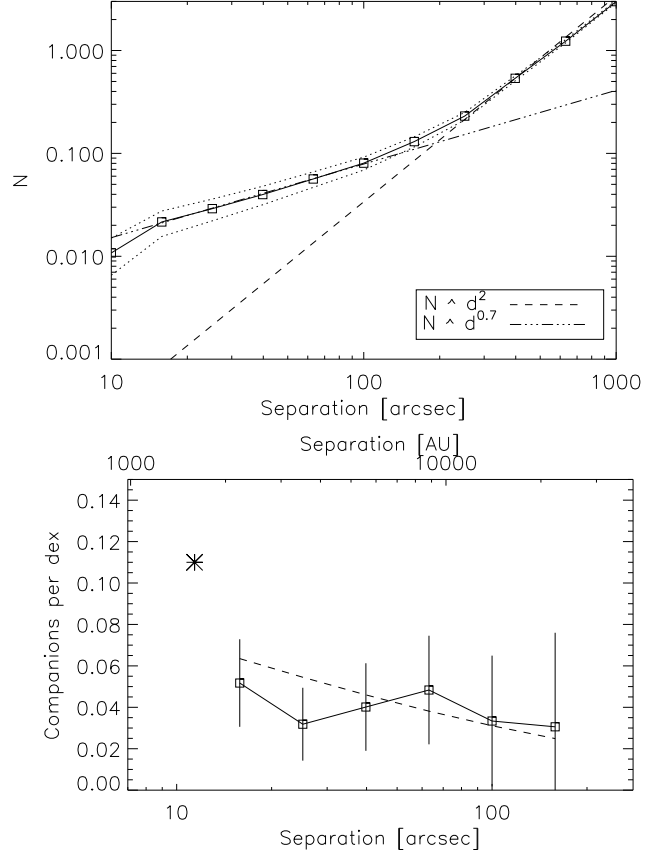 1.000
0.100
0.010
0.001
N
N ^ d^2
N ^ d^0.7
10 100 1000
Separation [arcsec]
Separation [AU]
1000 10000
0.14
0.12
0.10
0.08
0.06
0.04
0.02
0.00
Companions per dex
10 100
Separation [arcsec]